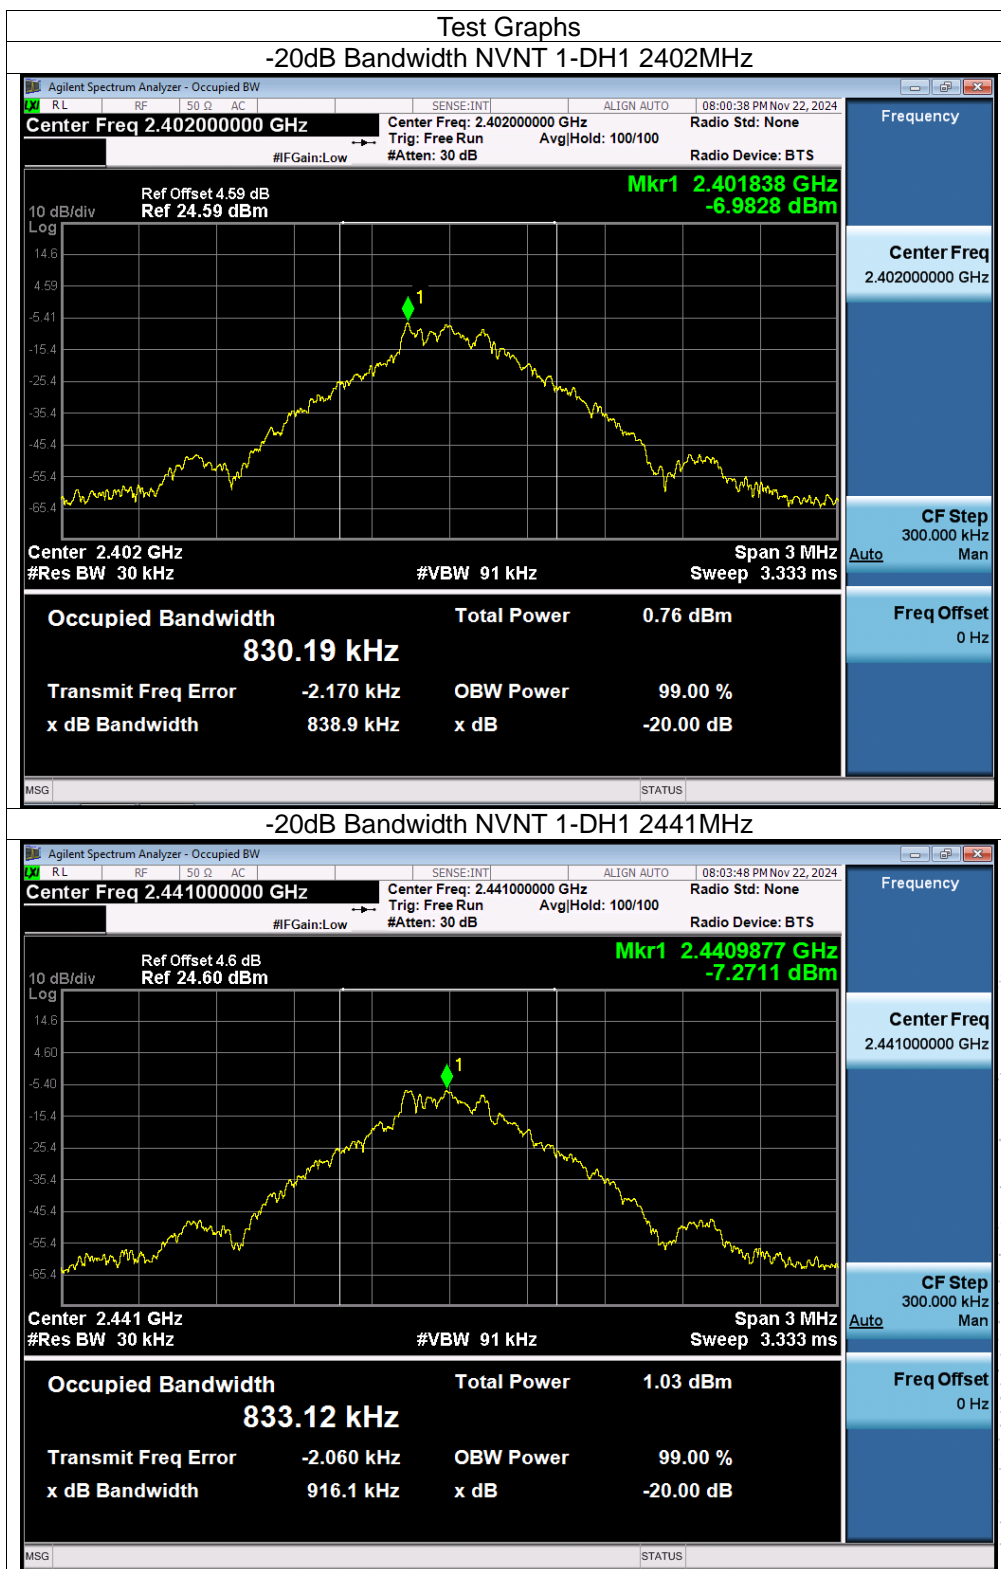 Test Graphs
-20dB Bandwidth NVNT 1-DH1 2402MHz
Agilent Spectrum Analyzer - Occupied BW
LXI RL RF 50 Ω AC SENSE:INT ALIGN AUTO 08:00:38 PM Nov 22, 2024
Center Freq 2.402000000 GHz
Center Freq: 2.402000000 GHz
Radio Std: None
Trig: Free Run Avg|Hold: 100/100
#IFGain:Low #Atten: 30 dB Radio Device: BTS
Frequency
Mkr1 2.401838 GHz
-6.9828 dBm
Ref Offset 4.59 dB
10 dB/div Ref 24.59 dBm
Log
14.6
4.59
-5.41
-15.4
-25.4
-35.4
-45.4
-55.4
-65.4
1
Center 2.402 GHz Span 3 MHz
#Res BW 30 kHz #VBW 91 kHz Sweep 3.333 ms
Center Freq
2.402000000 GHz
CF Step
300.000 kHz
Auto Man
Freq Offset
0 Hz
Occupied Bandwidth Total Power 0.76 dBm
830.19 kHz
Transmit Freq Error -2.170 kHz OBW Power 99.00 %
x dB Bandwidth 838.9 kHz x dB -20.00 dB
MSG STATUS
-20dB Bandwidth NVNT 1-DH1 2441MHz
Agilent Spectrum Analyzer - Occupied BW
LXI RL RF 50 Ω AC SENSE:INT ALIGN AUTO 08:03:48 PM Nov 22, 2024
Center Freq 2.441000000 GHz
Center Freq: 2.441000000 GHz
Radio Std: None
Trig: Free Run Avg|Hold: 100/100
#IFGain:Low #Atten: 30 dB Radio Device: BTS
Frequency
Mkr1 2.4409877 GHz
-7.2711 dBm
Ref Offset 4.6 dB
10 dB/div Ref 24.60 dBm
Log
14.6
4.60
-5.40
-15.4
-25.4
-35.4
-45.4
-55.4
-65.4
1
Center 2.441 GHz Span 3 MHz
#Res BW 30 kHz #VBW 91 kHz Sweep 3.333 ms
Center Freq
2.441000000 GHz
CF Step
300.000 kHz
Auto Man
Freq Offset
0 Hz
Occupied Bandwidth Total Power 1.03 dBm
833.12 kHz
Transmit Freq Error -2.060 kHz OBW Power 99.00 %
x dB Bandwidth 916.1 kHz x dB -20.00 dB
MSG STATUS